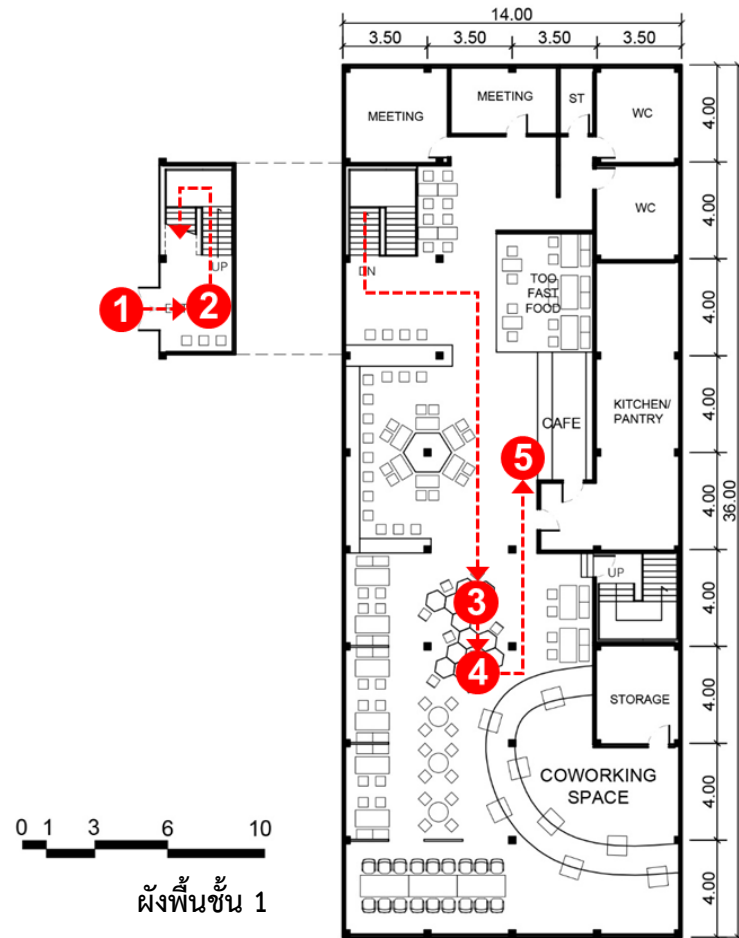 14.00
3.50 3.50 3.50 3.50
MEETING
MEETING
ST
WC
4.00
WC
4.00
UP
DN
TOO
FAST
FOOD
4.00
1
2
KITCHEN/
PANTRY
CAFE
4.00
5
4.00
36.00
UP
3
4.00
4
STORAGE
4.00
COWORKING
SPACE
4.00
4.00
0 1 3 6 10
ผังพื้นชั้น 1